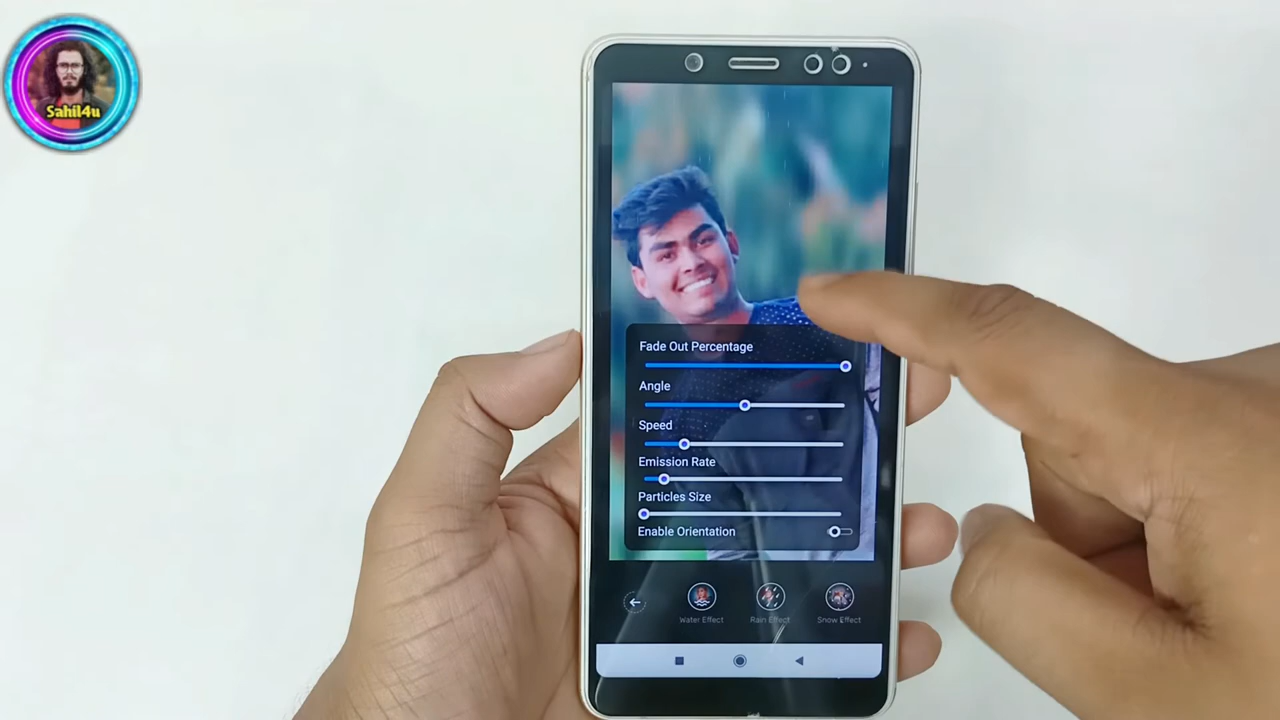 Sahil4u
Fade Out Percentage
Angle
Speed
Emission Rate
Particles Size
Enable Orientation
Water Effect
Rain Effect
Snow Effect